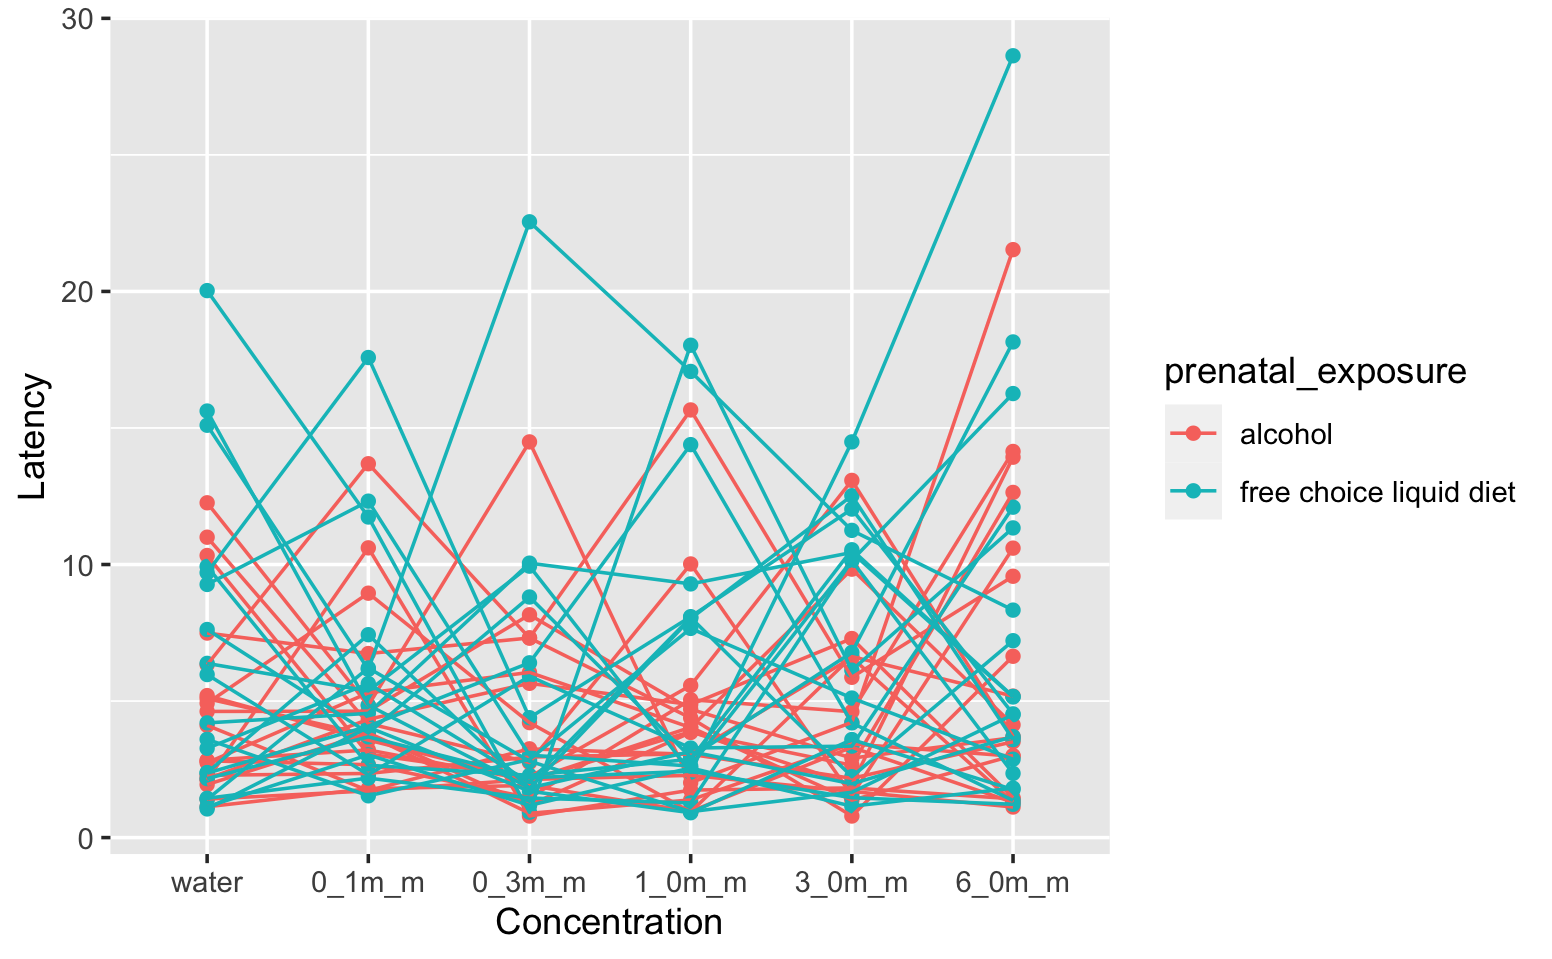 30
20
10
0
Latency
water 0_1m_m 0_3m_m 1_0m_m 3_0m_m 6_0m_m
Concentration
prenatal_exposure
alcohol
free choice liquid diet